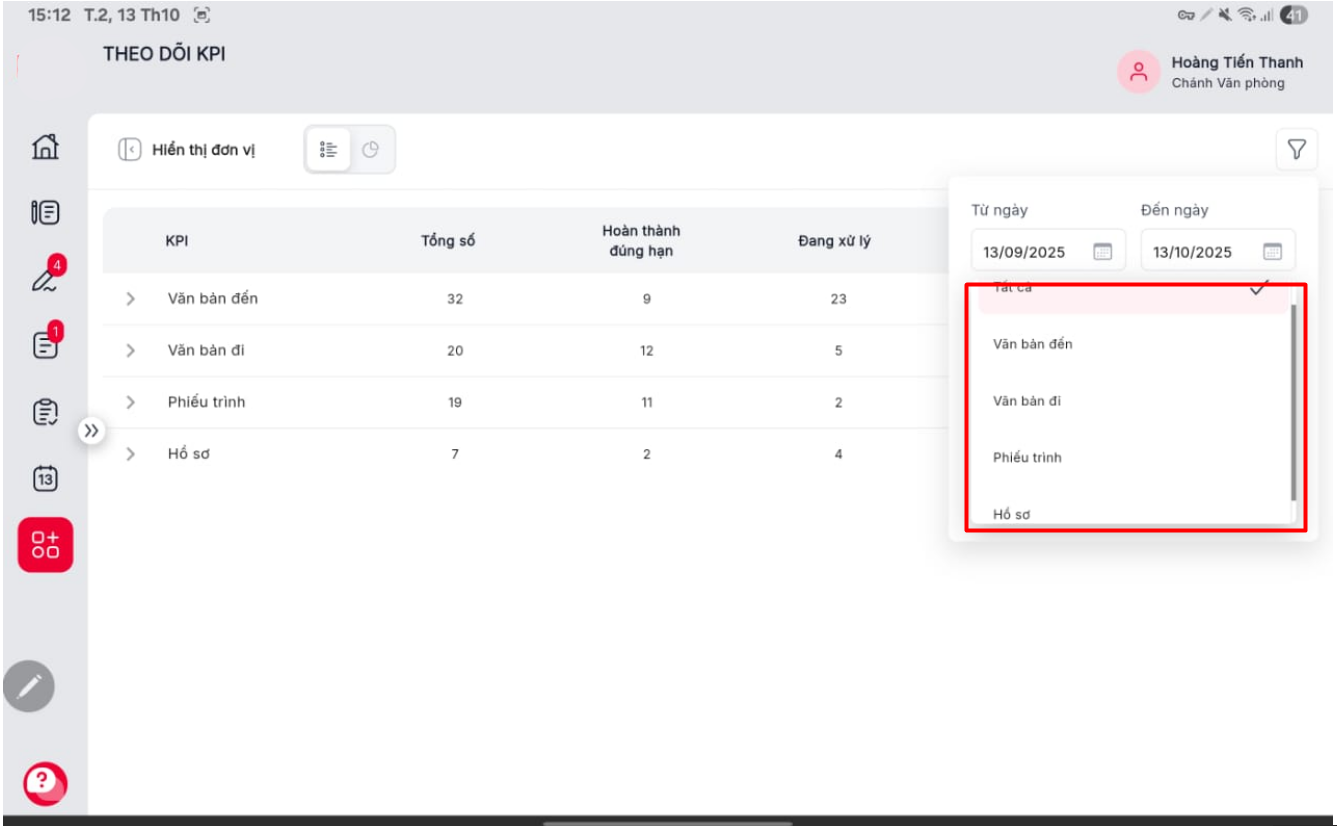 15:12 T.2, 13 Th10
41
THEO DÕI KPI
Hoàng Tiến Thanh
Chánh Văn phòng
Hiển thị đơn vị
Từ ngày
Đến ngày
13/09/2025
13/10/2025
KPI
Tổng số
Hoàn thành
đúng hạn
Đang xử lý
Tất cả
Văn bản đến 32 9 23
Văn bản đến
Văn bản đi 20 12 5
Văn bản đi
Phiếu trình 19 11 2
Phiếu trình
Hồ sơ 7 2 4
Hồ sơ
4
1
13
?